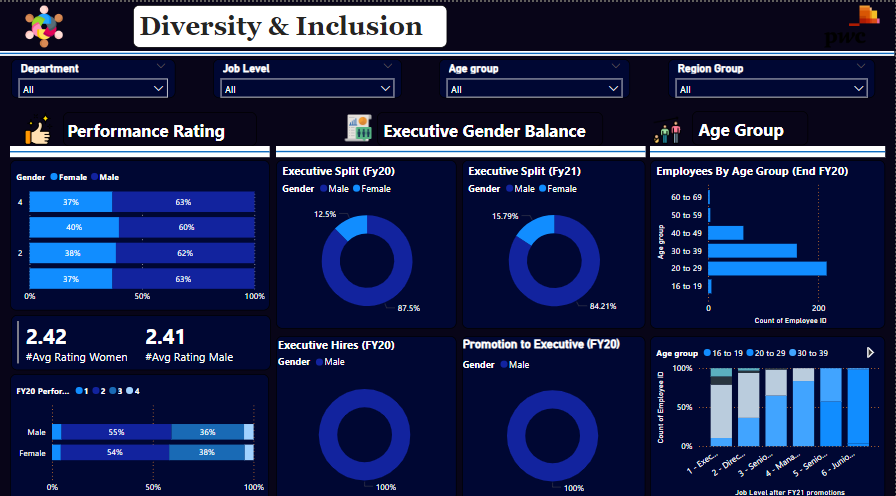 Diversity & Inclusion
pwc
Department
All
Job Level
All
Age group
All
Region Group
All
Performance Rating
Executive Gender Balance
Age Group
Gender Female Male
4
37% 63%
40% 60%
2
38% 62%
37% 63%
0% 50% 100%
2.42
#Avg Rating Women
2.41
#Avg Rating Male
FY20 Perfor... 1 2 3 4
Male 55% 36%
Female 54% 38%
0% 50% 100%
Executive Split (Fy20)
Gender Male Female
12.5%
87.5%
Executive Split (Fy21)
Gender Male Female
15.79%
84.21%
Executive Hires (FY20)
Gender Male
100%
Promotion to Executive (FY20)
Gender Male
100%
Employees By Age Group (End FY20)
Age group
60 to 69
50 to 59
40 to 49
30 to 39
20 to 29
16 to 19
0 200
Count of Employee ID
Age group 16 to 19 20 to 29 30 to 39
Count of Employee ID
100%
50%
0%
1 - Exec...
2 - Direc...
3 - Senio...
4 - Mana...
5 - Senio...
6 - Junio...
Job Level after FY21 promotions